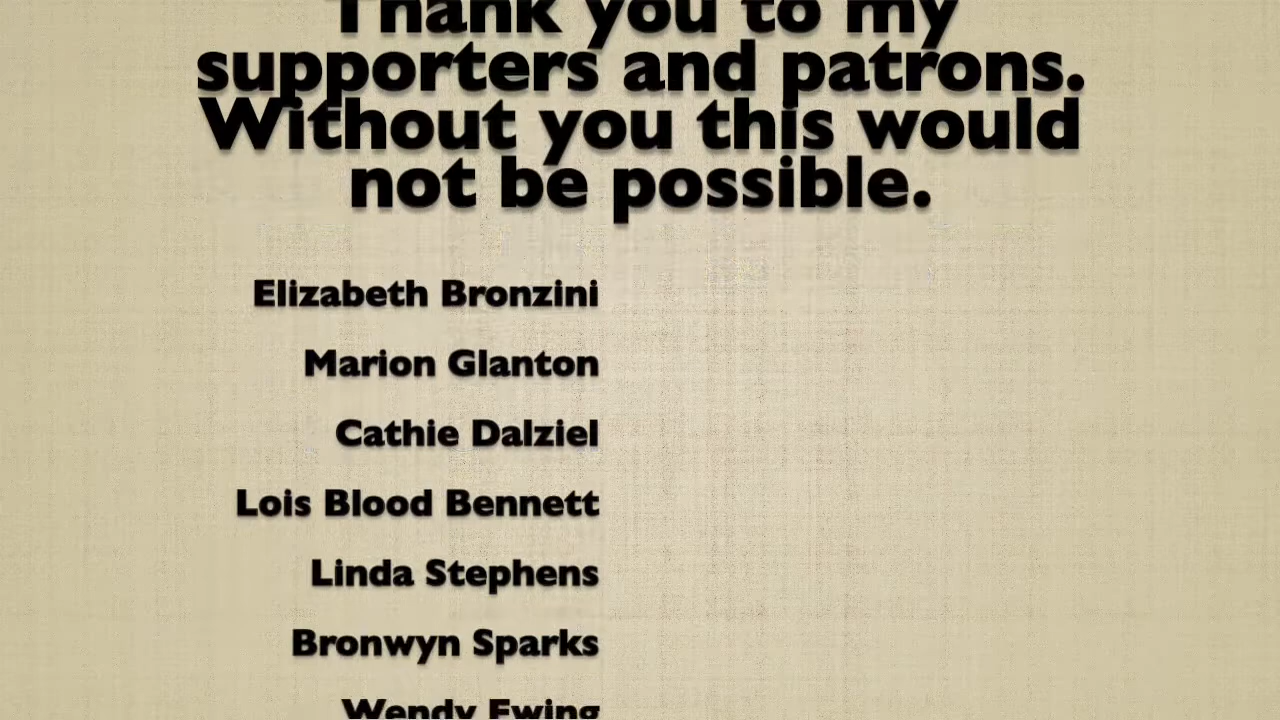 Thank you to my
supporters and patrons.
Without you this would
not be possible.
Elizabeth Bronzini
Marion Glanton
Cathie Dalziel
Lois Blood Bennett
Linda Stephens
Bronwyn Sparks
Wendy Ewing